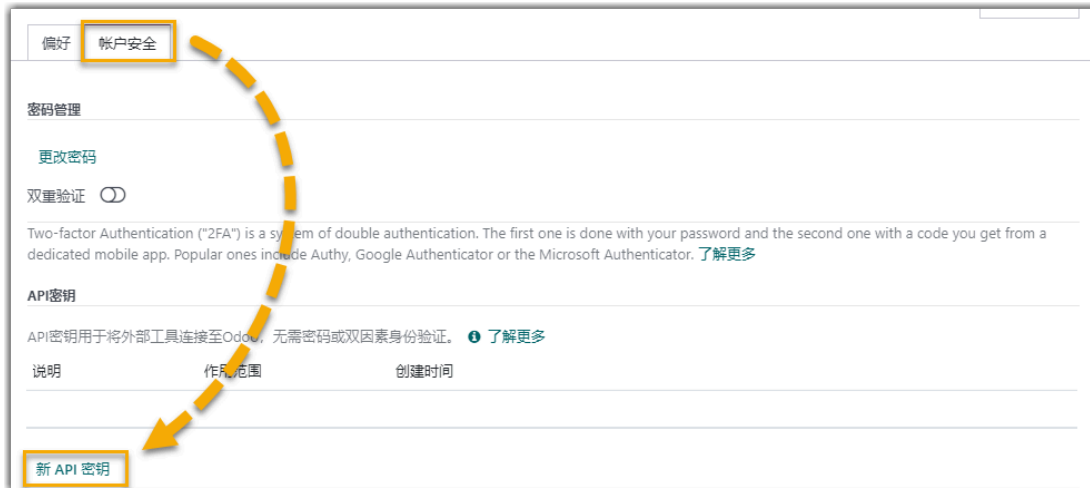 偏好 帐户安全
密码管理
更改密码
双重验证
Two-factor Authentication ("2FA") is a system of double authentication. The first one is done with your password and the second one with a code you get from a
dedicated mobile app. Popular ones include Authy, Google Authenticator or the Microsoft Authenticator. 了解更多
API密钥
API密钥用于将外部工具连接至Odoo，无需密码或双因素身份验证。 了解更多
说明 作用范围 创建时间
新 API 密钥